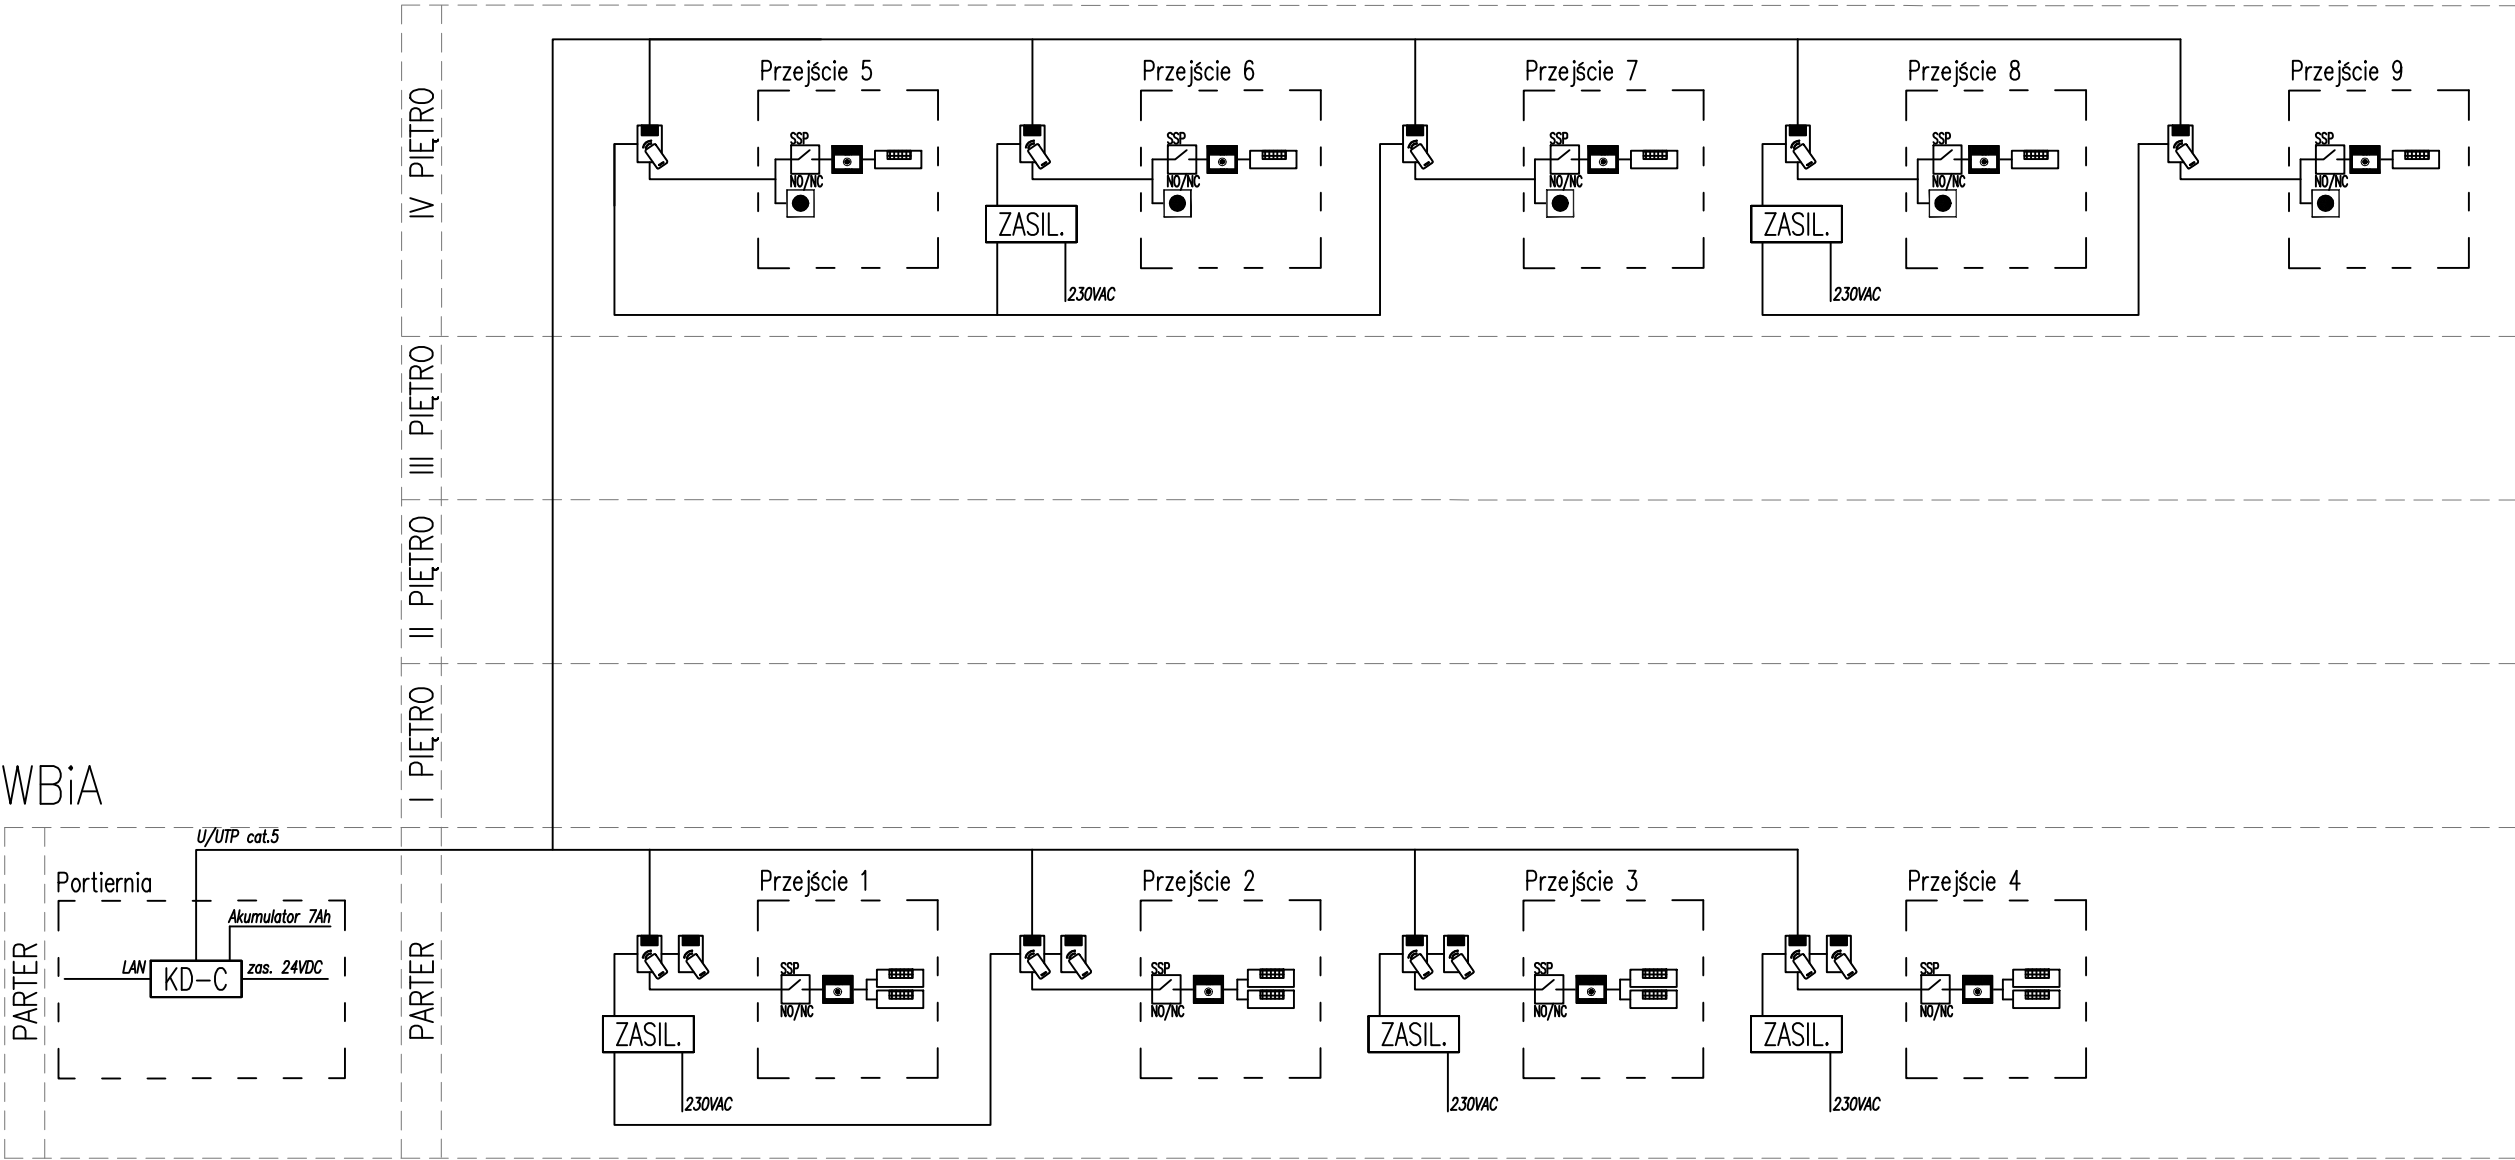 IV PIĘTRO
Przejście 5
Przejście 6
Przejście 7
Przejście 8
Przejście 9
SSP
SSP
SSP
SSP
SSP
NO/NC
NO/NC
NO/NC
NO/NC
NO/NC
ZASIL.
ZASIL.
230VAC
230VAC
III PIĘTRO
II PIĘTRO
I PIĘTRO
WBiA
U/UTP cat.5
PARTER
Portiernia
Akumulator 7Ah
LAN
KD-C
zas. 24VDC
PARTER
Przejście 1
Przejście 2
Przejście 3
Przejście 4
SSP
SSP
SSP
SSP
NO/NC
NO/NC
NO/NC
NO/NC
ZASIL.
ZASIL.
ZASIL.
230VAC
230VAC
230VAC